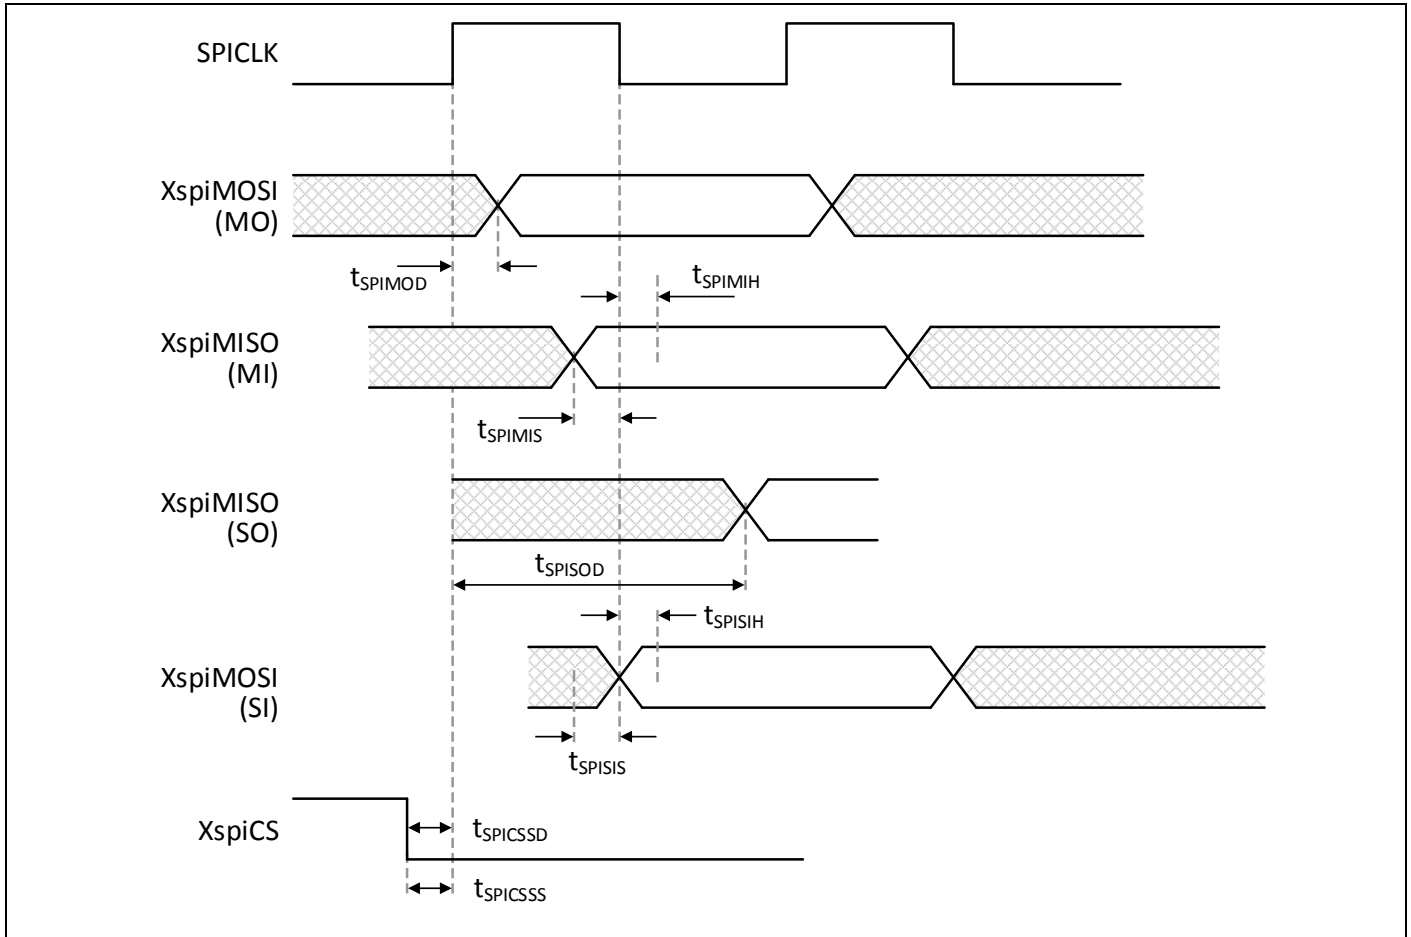 SPICLK
XspiMOSI
(MO)
tSPIMOD
tSPIMIH
XspiMISO
(MI)
tSPIMIS
XspiMISO
(SO)
tSPISOD
tSPISIH
XspiMOSI
(SI)
tSPISIS
XspiCS
tSPICSSD
tSPICSSS